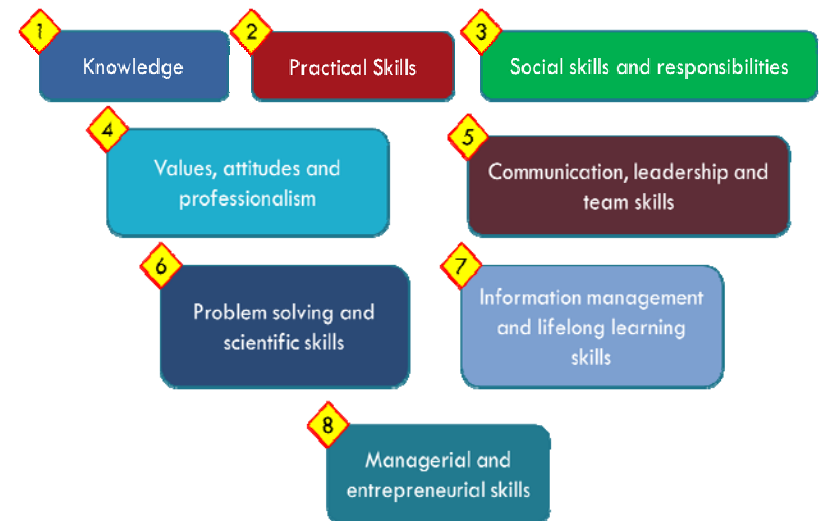 1
Knowledge
2
Practical Skills
3
Social skills and responsibilities
4
Values, attitudes and
professionalism
5
Communication, leadership and
team skills
6
Problem solving and
scientific skills
7
Information management
and lifelong learning
skills
8
Managerial and
entrepreneurial skills